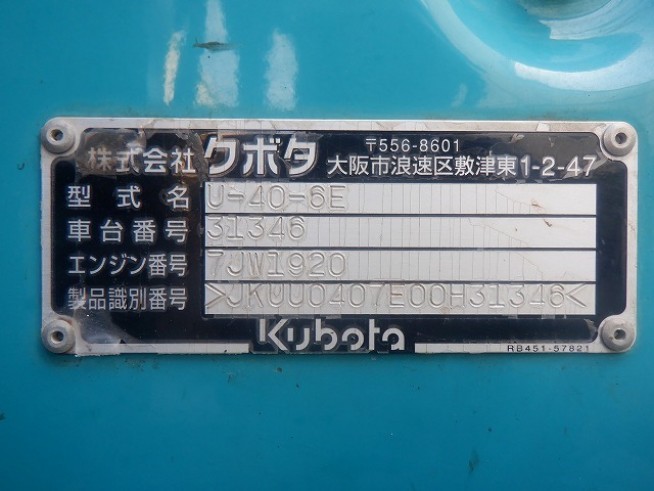 株式会社クボタ 〒556-8601
大阪市浪速区敷津東1-2-47
型式名 U-40-6E
車台番号 31346
エンジン番号 7JW1920
製品識別番号 >JKUU0407E00H31346<
Kubota
RB451-57821